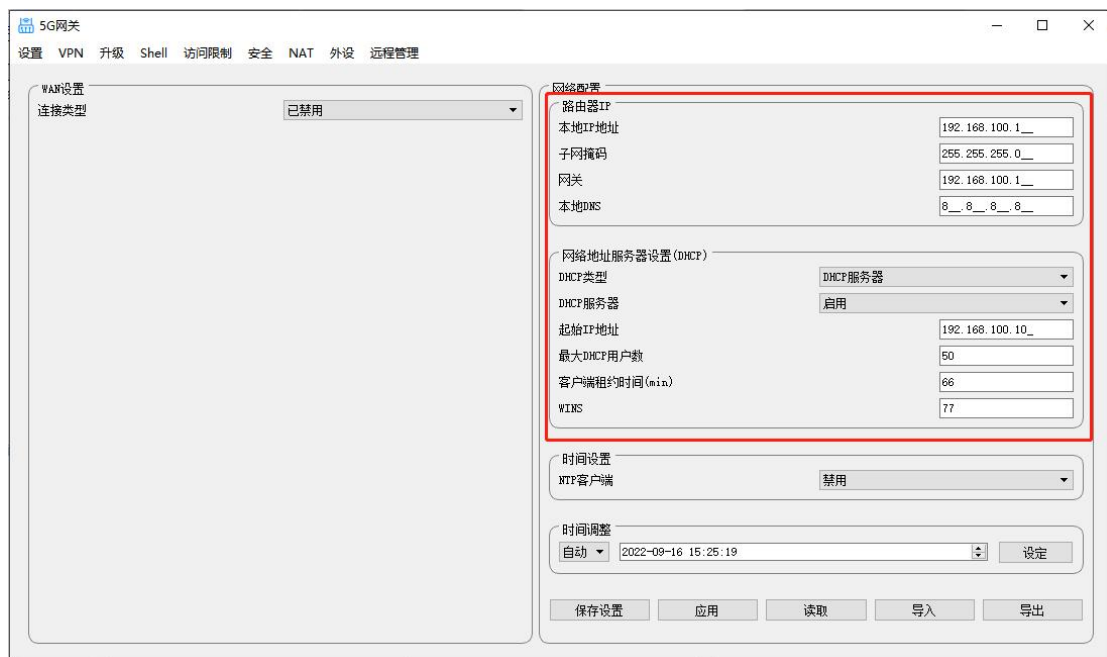 5G网关
设置 VPN 升级 Shell 访问限制 安全 NAT 外设 远程管理
WAN设置
连接类型 已禁用
网络配置
路由器IP
本地IP地址 192.168.100.1__
子网掩码 255.255.255.0__
网关 192.168.100.1__
本地DNS 8__.8__.8__.8__
网络地址服务器设置(DHCP)
DHCP类型 DHCP服务器
DHCP服务器 启用
起始IP地址 192.168.100.10_
最大DHCP用户数 50
客户端租约时间(min) 66
WINS 77
时间设置
NTP客户端 禁用
时间调整
自动 2022-09-16 15:25:19 设定
保存设置 应用 读取 导入 导出